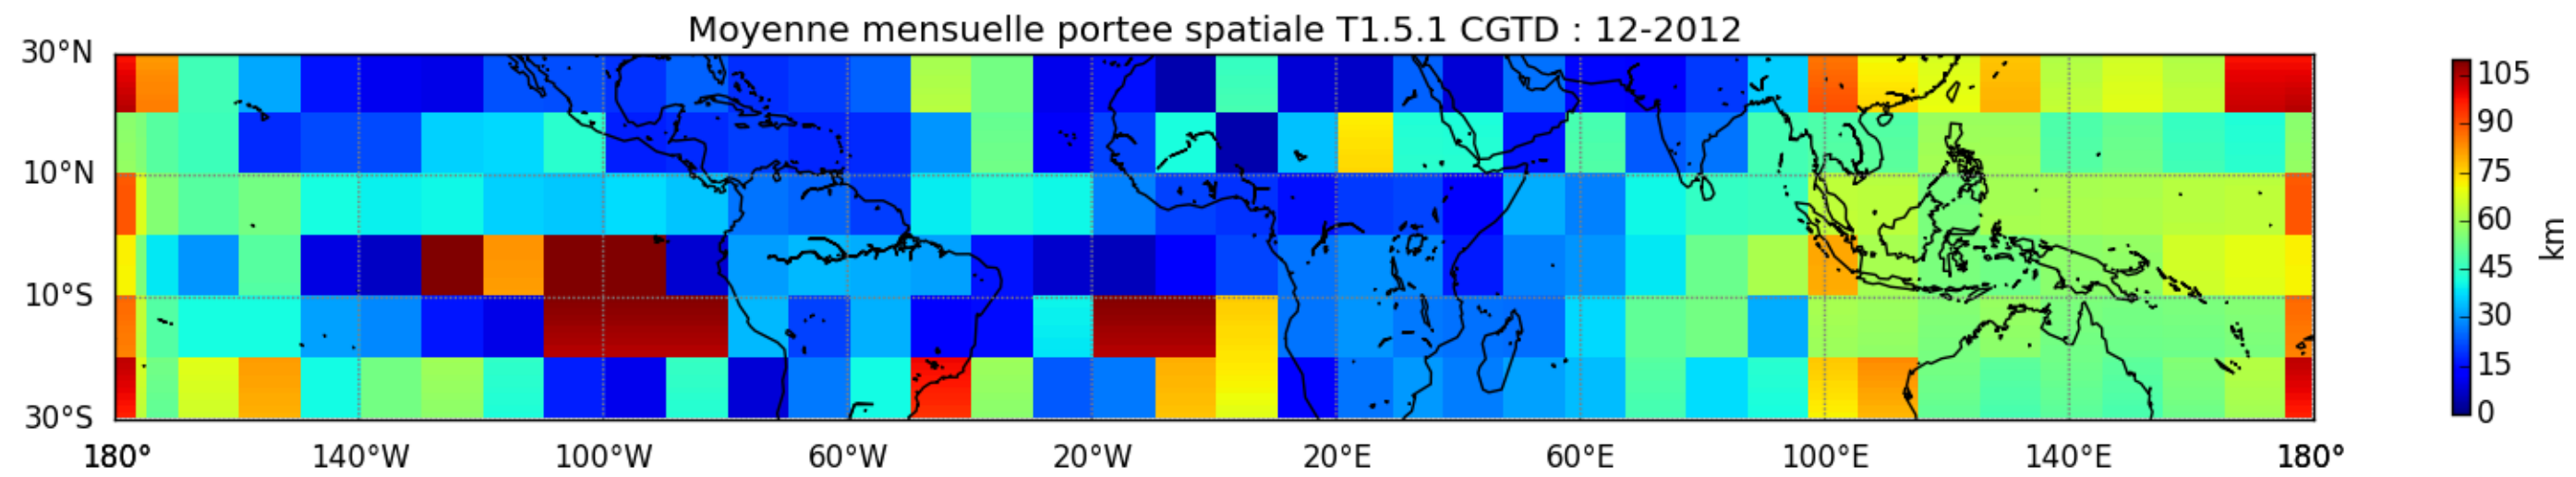 Moyenne mensuelle portee spatiale T1.5.1 CGTD : 12-2012
30°N
10°N
10°S
30°S
180° 140°W 100°W 60°W 20°W 20°E 60°E 100°E 140°E 180°
105
90
75
60
45
30
15
0
km